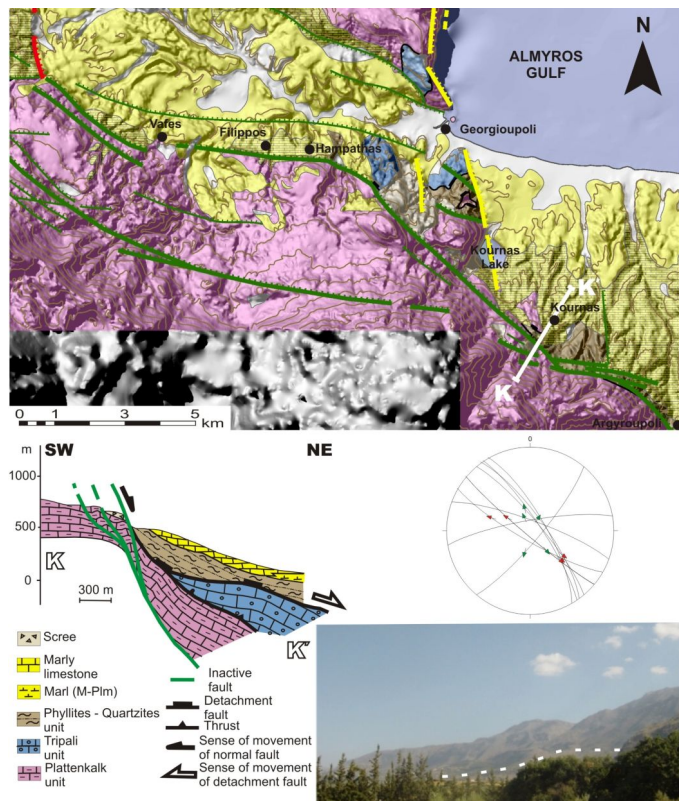 ALMYROS
GULF
N
Vafes
Filippos
Hampathas
Georgioupoli
Kournas
Lake
K'
Kournas
K
Argyroupoli
0 1 3 5
km
m SW NE
1000
500
0
K
300 m
K'
0
Scree
Marly
limestone
Marl (M-Plm)
Phyllites - Quartzites
unit
Tripali
unit
Plattenkalk
unit
Inactive
fault
Detachment
fault
Thrust
Sense of movement
of normal fault
Sense of movement
of detachment fault